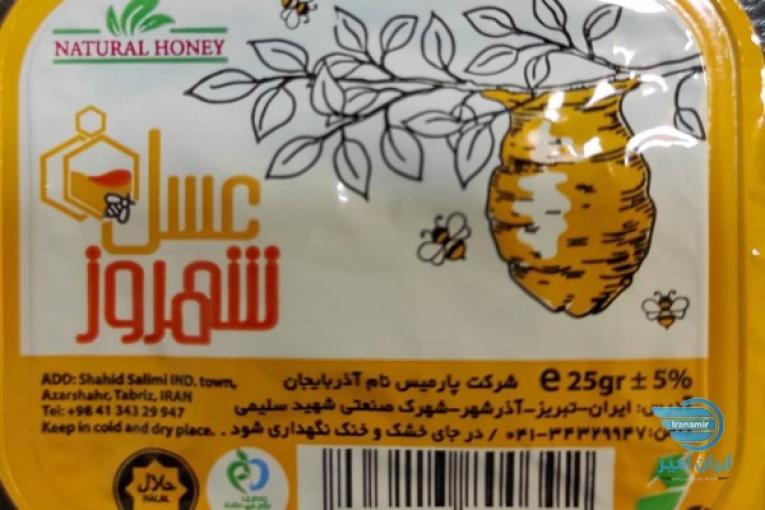 NATURAL HONEY
عسل
شهروز
ADD: Shahid Salimi IND. town,
Azarshahr, Tabriz, IRAN
Tel: +98 41 343 29 947
Keep in cold and dry place.
شرکت پارمیس تام آذربایجان e 25gr ± 5%
آدرس: ایران-تبریز-آذرشهر-شهرک صنعتی شهید سلیمی
تلفن: ۰۴۱-۳۴۳۲۹۹۴۷ / در جای خشک و خنک نگهداری شود .
حلال
HALAL
Iranamir
ایران امیر